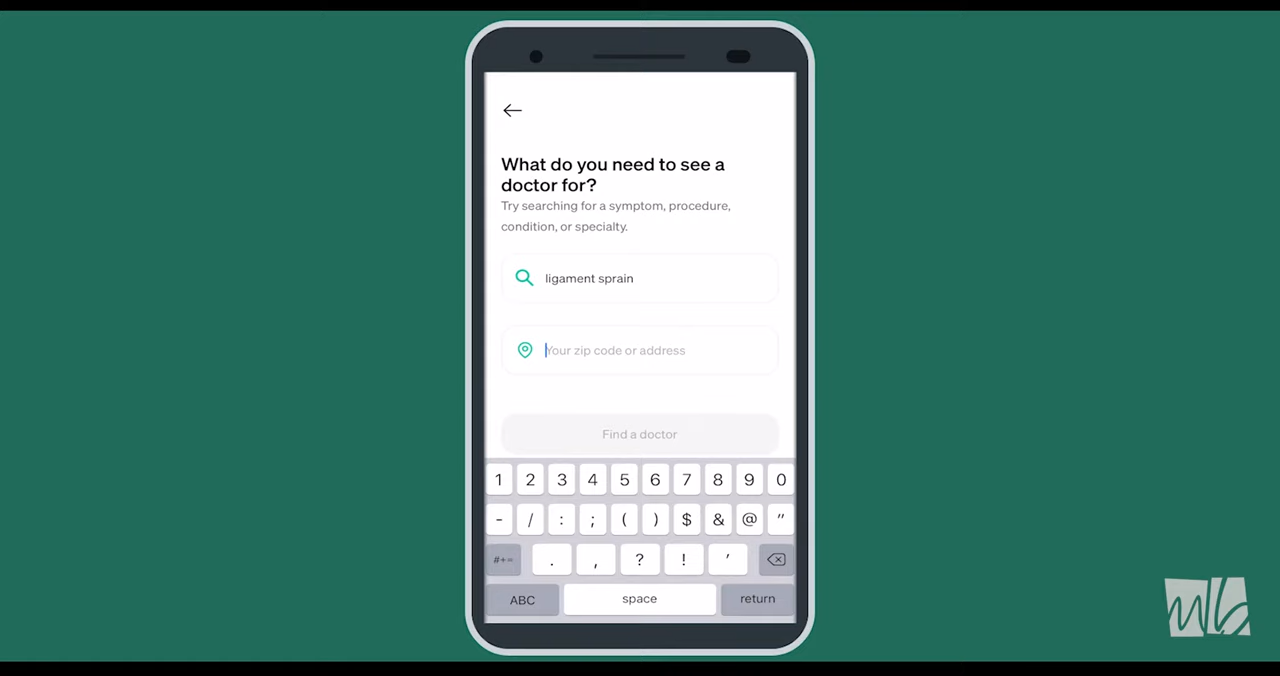 What do you need to see a
doctor for?
Try searching for a symptom, procedure,
condition, or specialty.
ligament sprain
Your zip code or address
Find a doctor
1 2 3 4 5 6 7 8 9 0
- / : ; ( ) $ & @ "
#+= . , ? ! '
ABC space return